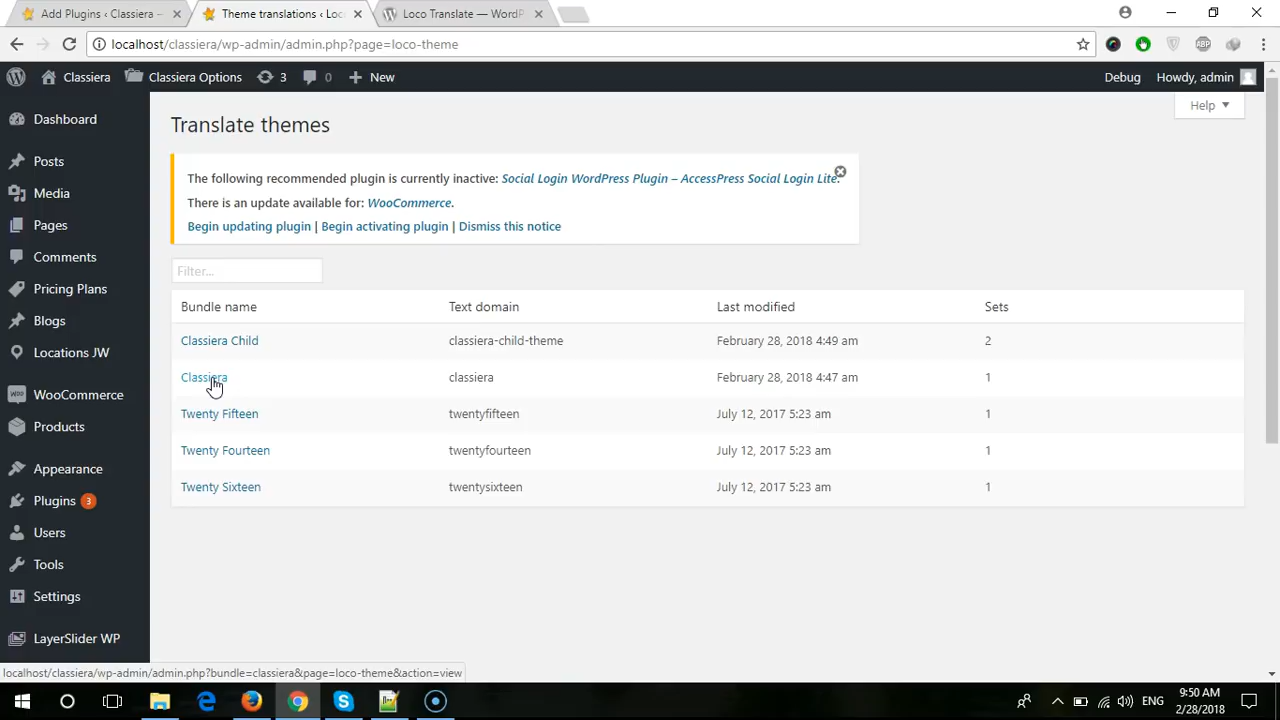 Add Plugins ‹ Classiera –
Theme translations ‹ Loc
Loco Translate — WordP
localhost/classiera/wp-admin/admin.php?page=loco-theme
ABP
Classiera
Classiera Options
3
0
New
Debug
Howdy, admin
Help
Dashboard
Posts
Media
Pages
Comments
Pricing Plans
Blogs
Locations JW
WooCommerce
Products
Appearance
Plugins 3
Users
Tools
Settings
LayerSlider WP
Translate themes
The following recommended plugin is currently inactive: Social Login WordPress Plugin – AccessPress Social Login Lite.
There is an update available for: WooCommerce.
Begin updating plugin | Begin activating plugin | Dismiss this notice
Filter...
Bundle name Text domain Last modified Sets
Classiera Child classiera-child-theme February 28, 2018 4:49 am 2
Classiera classiera February 28, 2018 4:47 am 1
Twenty Fifteen twentyfifteen July 12, 2017 5:23 am 1
Twenty Fourteen twentyfourteen July 12, 2017 5:23 am 1
Twenty Sixteen twentysixteen July 12, 2017 5:23 am 1
localhost/classiera/wp-admin/admin.php?bundle=classiera&page=loco-theme&action=view
ENG
9:50 AM
2/28/2018